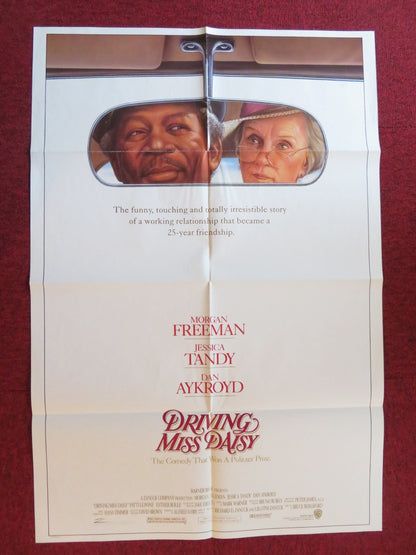 The funny, touching and totally irresistible story
of a working relationship that became a
25-year friendship.
MORGAN
FREEMAN
JESSICA
TANDY
DAN
AYKROYD
DRIVING
MISS DAISY
The Comedy That Won A Pulitzer Prize.